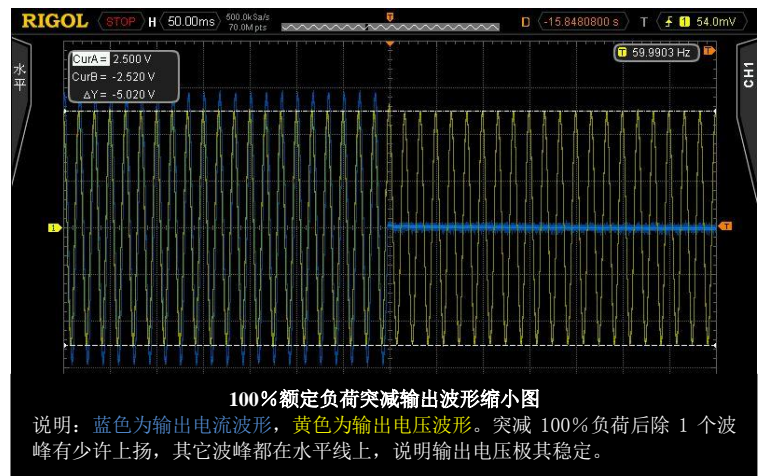 RIGOL STOP H 50.00ms 500.0kSa/s 70.0Mpts D -15.8480800 s T 1 54.0mV
水平
CurA= 2.500 V
CurB= -2.520 V
△Y= -5.020 V
T 59.9903 Hz T
CH1
1
T
100%额定负荷突减输出波形缩小图
说明：蓝色为输出电流波形，黄色为输出电压波形。突减 100%负荷后除 1 个波
峰有少许上扬，其它波峰都在水平线上，说明输出电压极其稳定。